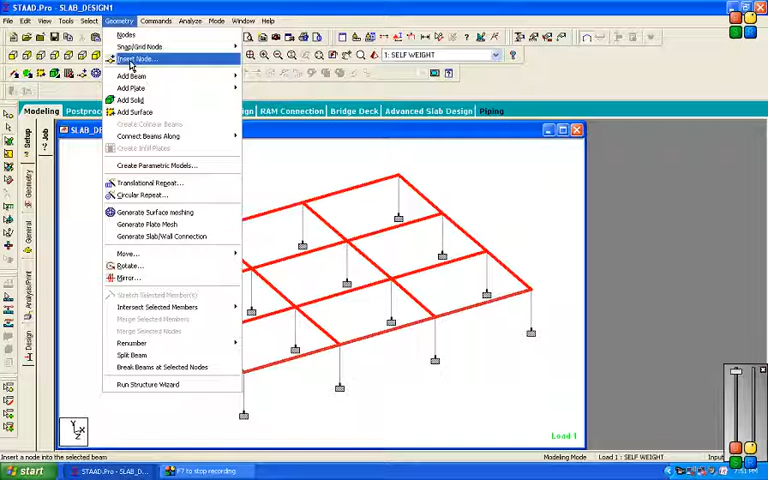 STAAD.Pro - SLAB_DESIGN1
File Edit View Tools Select Geometry Commands Analyze Mode Window Help
1: SELF WEIGHT
Modeling Postproc RAM Connection Bridge Deck Advanced Slab Design Piping
Setup
Job
Geometry
General
Analysis/Print
Design
SLAB_DE
Nodes
Snap/Grid Node
Insert Node...
Add Beam
Add Plate
Add Solid
Add Surface
Create Colinear Beams
Connect Beams Along
Create Infill Plates
Create Parametric Models...
Translational Repeat...
Circular Repeat...
Generate Surface meshing
Generate Plate Mesh
Generate Slab/Wall Connection
Move...
Rotate...
Mirror...
Stretch Selected Member(s)
Intersect Selected Members
Merge Selected Members
Merge Selected Nodes
Renumber
Split Beam
Break Beams at Selected Nodes
Run Structure Wizard
Y
X
Z
Load 1
Insert a node into the selected beam
Modeling Mode
Load 1 : SELF WEIGHT
Input
start
STAAD.Pro - SLAB_D...
F7 to stop recording